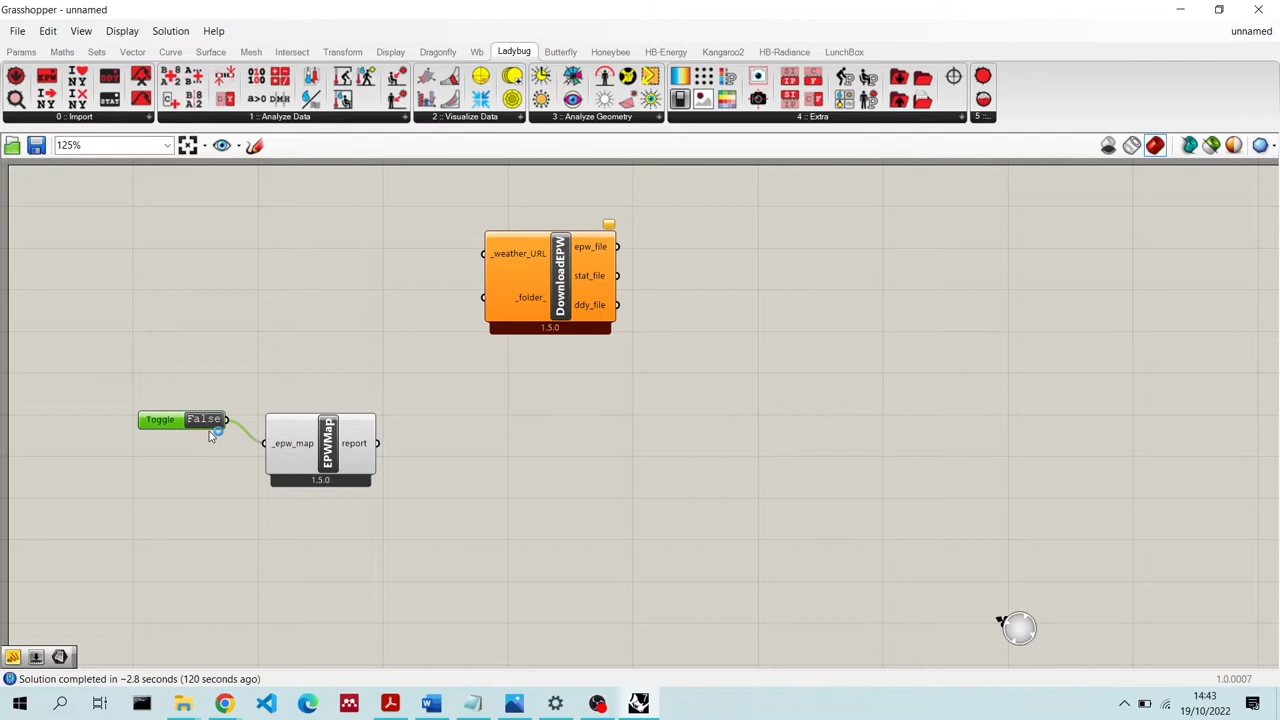 Grasshopper - unnamed
File Edit View Display Solution Help
unnamed
Params Maths Sets Vector Curve Surface Mesh Intersect Transform Display Dragonfly Wb Ladybug Butterfly Honeybee HB-Energy Kangaroo2 HB-Radiance LunchBox
0 :: Import
1 :: Analyze Data
2 :: Visualize Data
3 :: Analyze Geometry
4 :: Extra
5 ::...
125%
_weather_URL
_folder_
DownloadEPW
epw_file
stat_file
ddy_file
1.5.0
Toggle False
_epw_map
EPWMap
report
1.5.0
Solution completed in ~2.8 seconds (120 seconds ago)
1.0.0007
14:43
19/10/2022